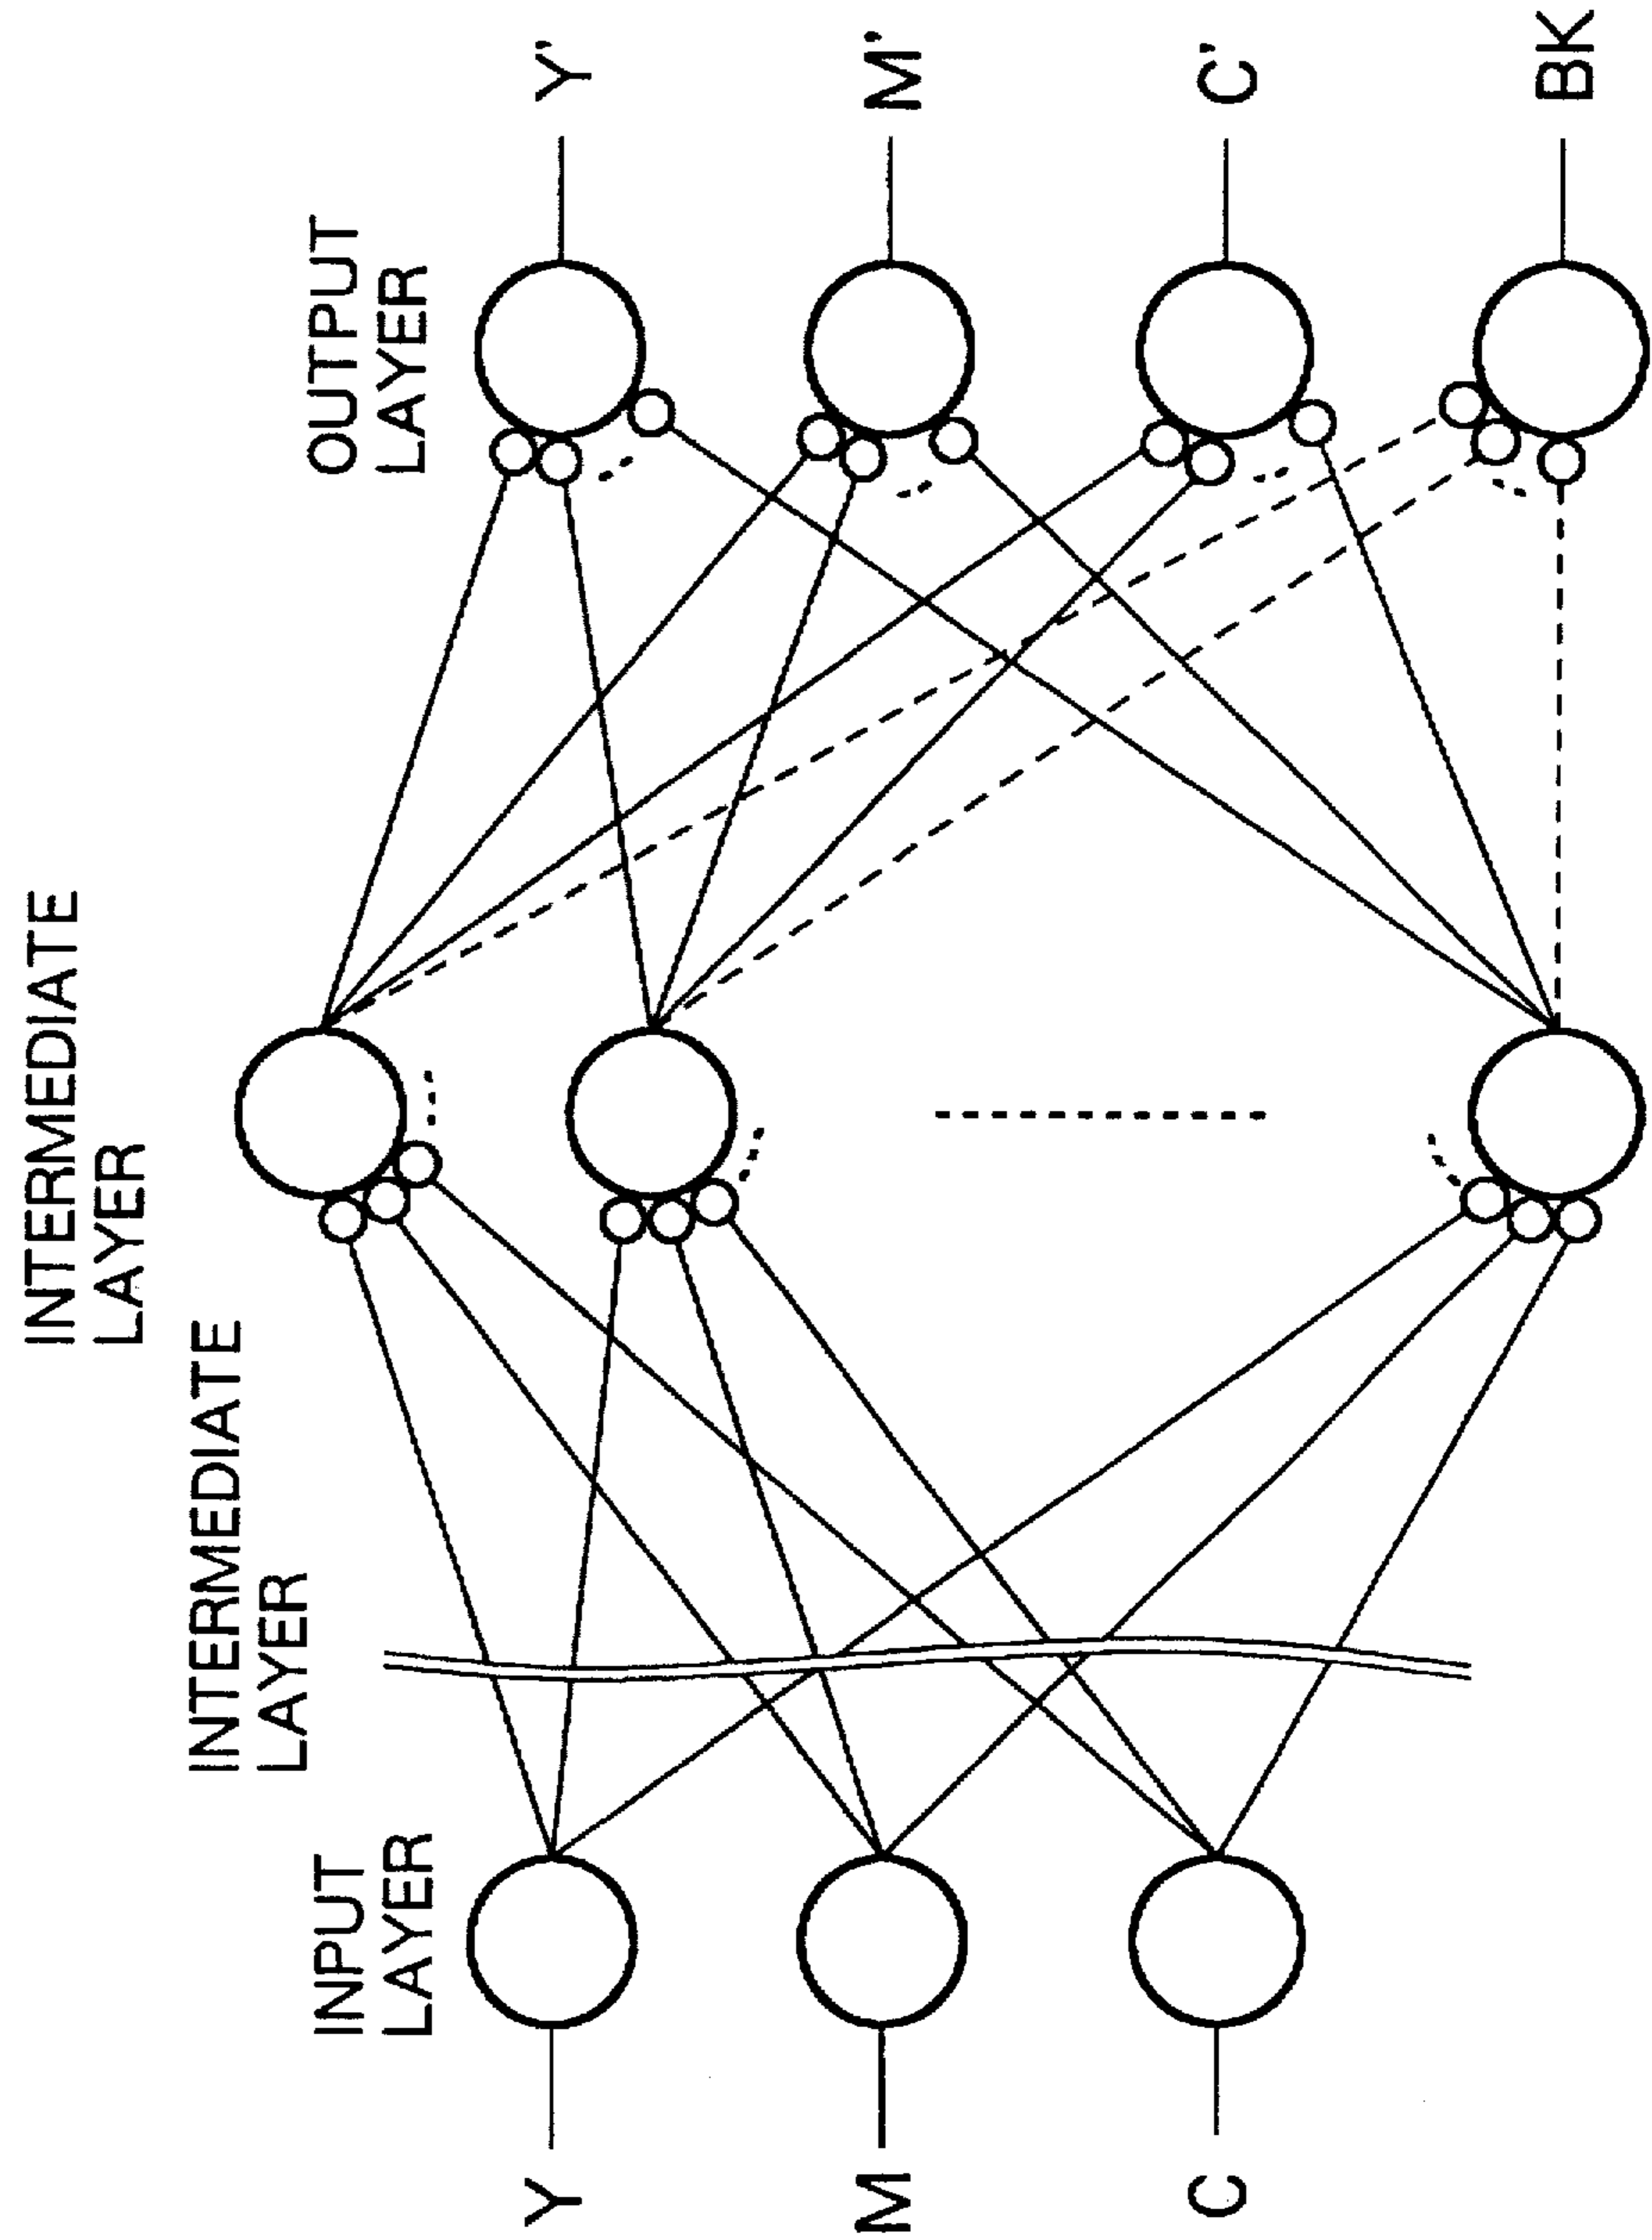 INTERMEDIATE
LAYER
INTERMEDIATE
LAYER
INPUT
LAYER
OUTPUT
LAYER
Y
Y'
M
M'
C
C'
BK